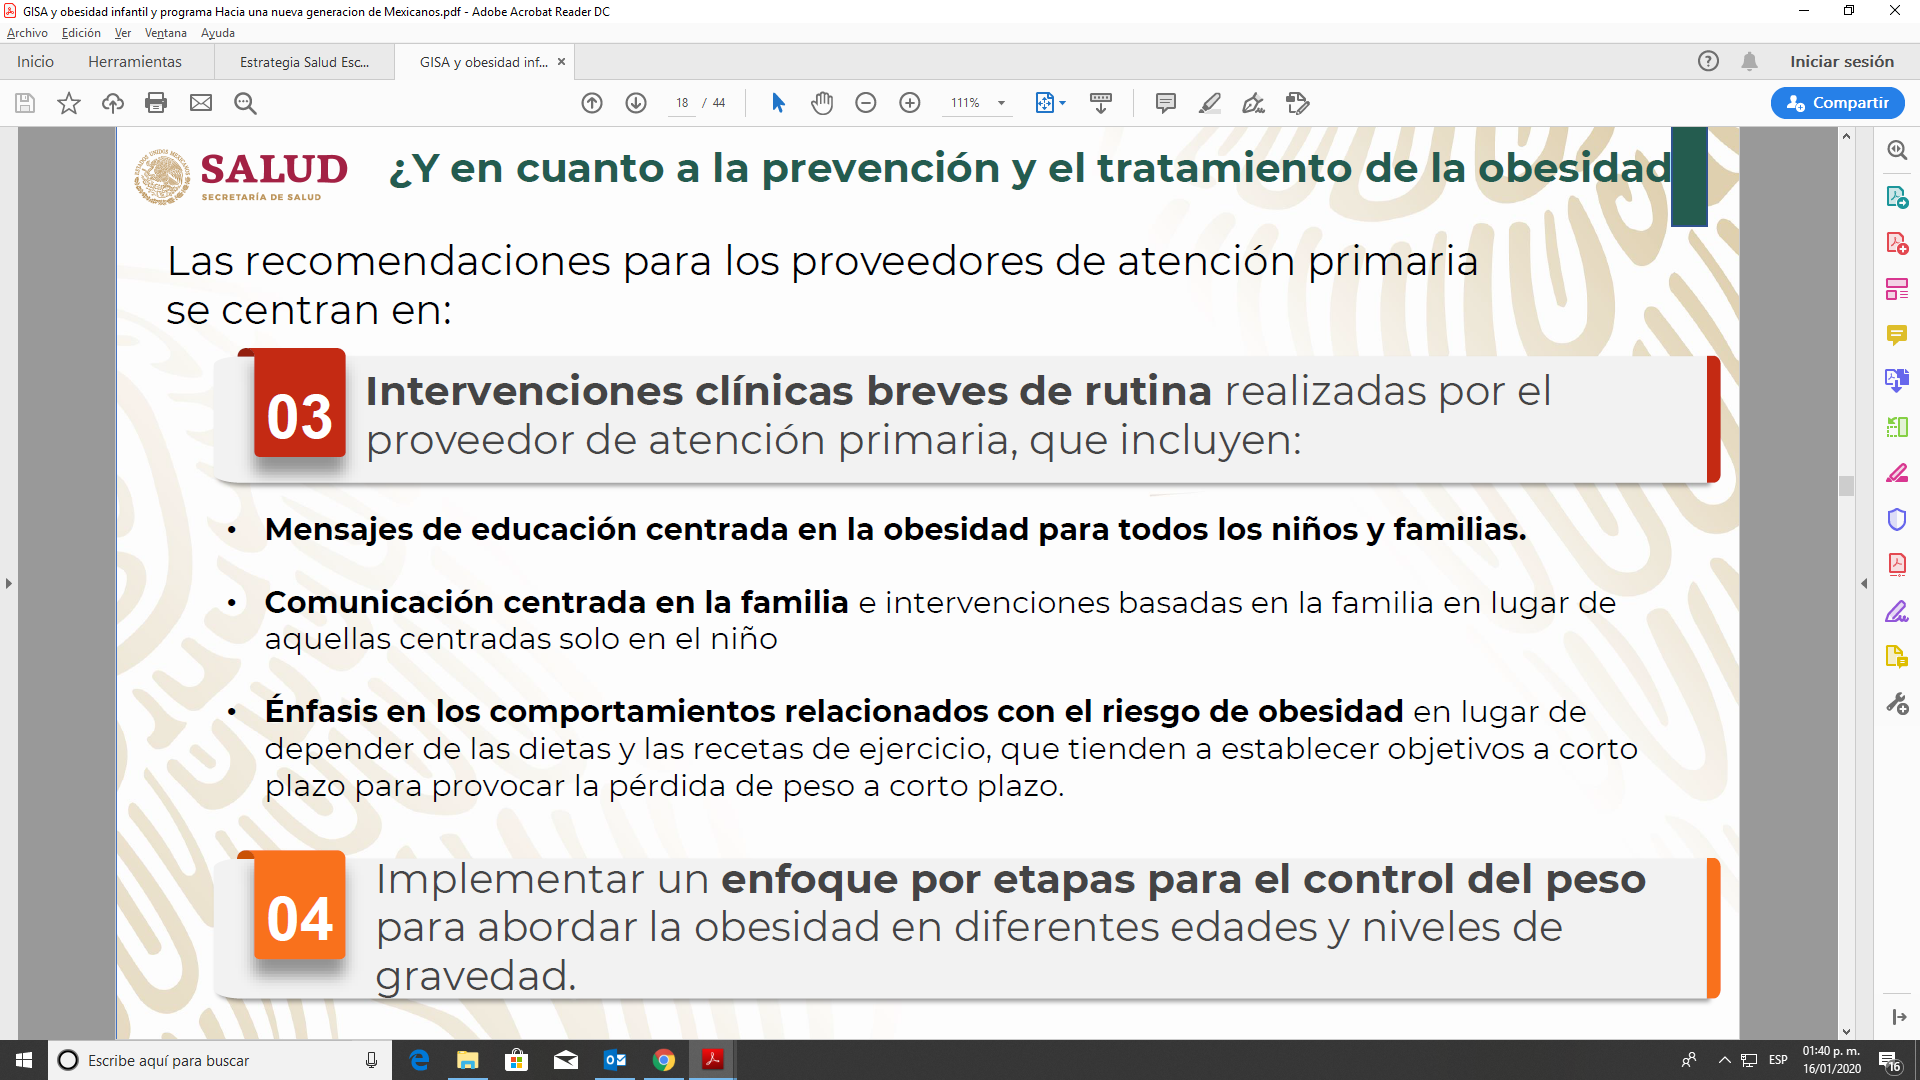 GISA y obesidad infantil y programa Hacia una nueva generacion de Mexicanos.pdf - Adobe Acrobat Reader DC
Archivo Edición Ver Ventana Ayuda
Inicio Herramientas Estrategia Salud Esc... GISA y obesidad inf... × Iniciar sesión
18 / 44 111% Compartir
SALUD
SECRETARÍA DE SALUD
¿Y en cuanto a la prevención y el tratamiento de la obesidad
Las recomendaciones para los proveedores de atención primaria
se centran en:
03
Intervenciones clínicas breves de rutina realizadas por el
proveedor de atención primaria, que incluyen:
• Mensajes de educación centrada en la obesidad para todos los niños y familias.
• Comunicación centrada en la familia e intervenciones basadas en la familia en lugar de
aquellas centradas solo en el niño
• Énfasis en los comportamientos relacionados con el riesgo de obesidad en lugar de
depender de las dietas y las recetas de ejercicio, que tienden a establecer objetivos a corto
plazo para provocar la pérdida de peso a corto plazo.
04
Implementar un enfoque por etapas para el control del peso
para abordar la obesidad en diferentes edades y niveles de
gravedad.
Escribe aquí para buscar
ESP
01:40 p. m.
16/01/2020
16